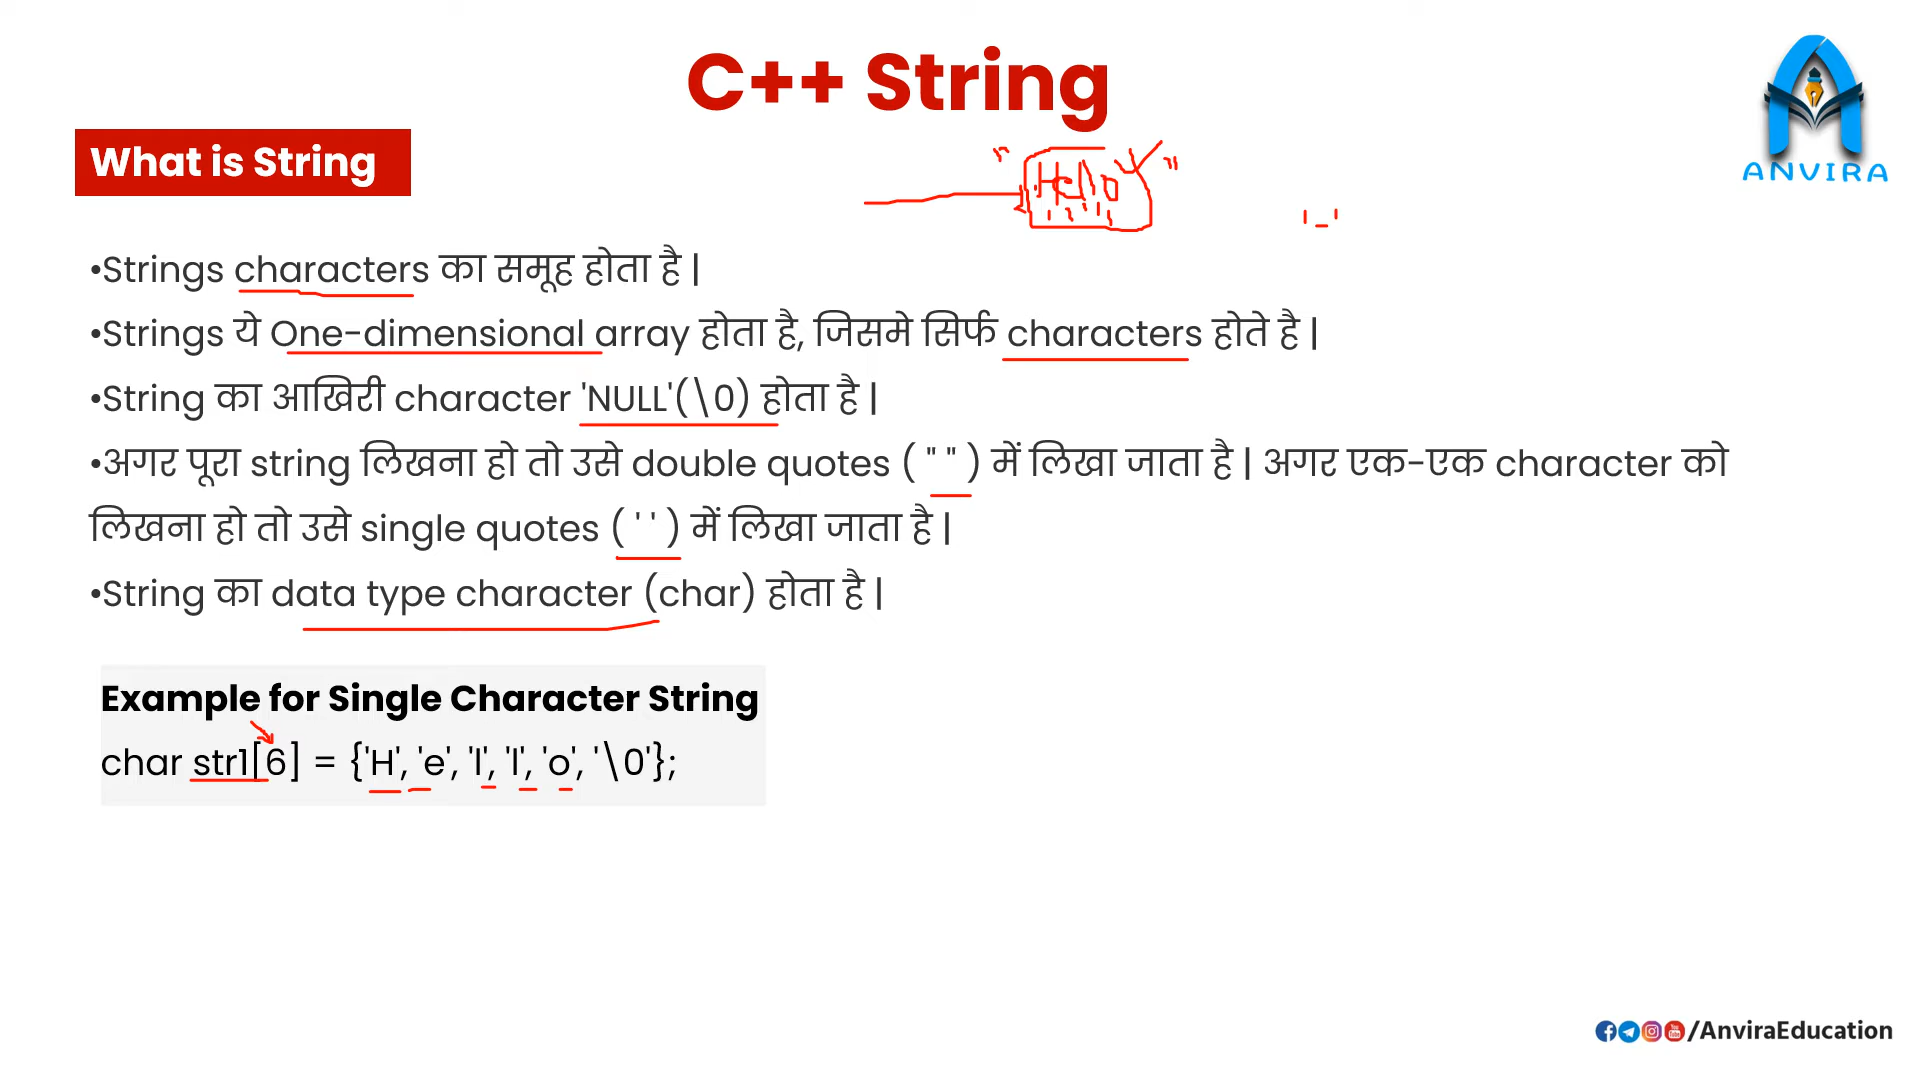 C++ String
ANVIRA
What is String
" Hello "
' _ '
•Strings characters का समूह होता है |
•Strings ये One-dimensional array होता है, जिसमे सिर्फ characters होते है |
•String का आखिरी character 'NULL'(\0) होता है |
•अगर पूरा string लिखना हो तो उसे double quotes ( " " ) में लिखा जाता है | अगर एक-एक character को
लिखना हो तो उसे single quotes ( ' ' ) में लिखा जाता है |
•String का data type character (char) होता है |
Example for Single Character String
char str1[6] = {'H', 'e', 'l', 'l', 'o', '\0'};
/AnviraEducation